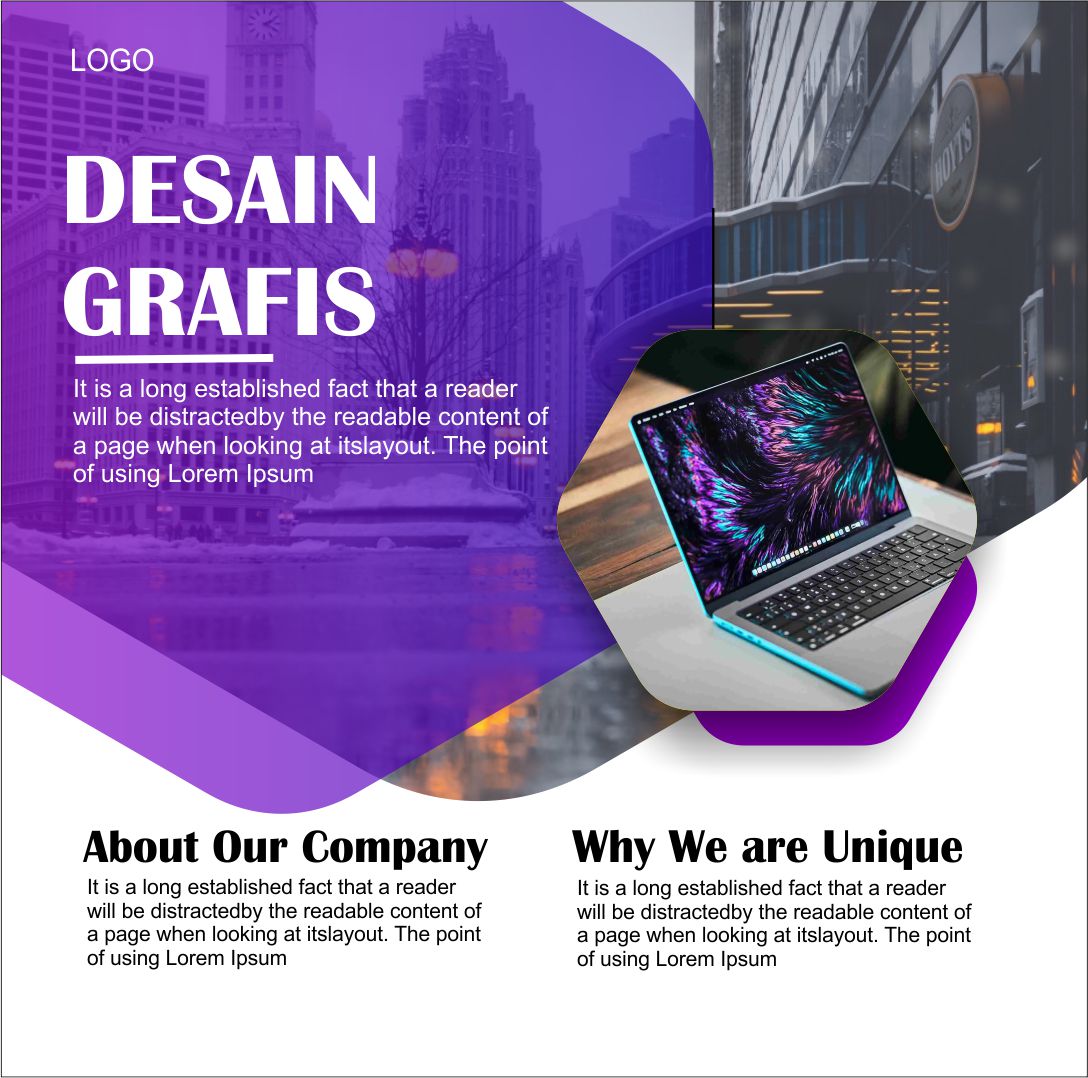 LOGO
DESAIN
GRAFIS
It is a long established fact that a reader
will be distractedby the readable content of
a page when looking at itslayout. The point
of using Lorem Ipsum
HOYTS
About Our Company
It is a long established fact that a reader
will be distractedby the readable content of
a page when looking at itslayout. The point
of using Lorem Ipsum
Why We are Unique
It is a long established fact that a reader
will be distractedby the readable content of
a page when looking at itslayout. The point
of using Lorem Ipsum